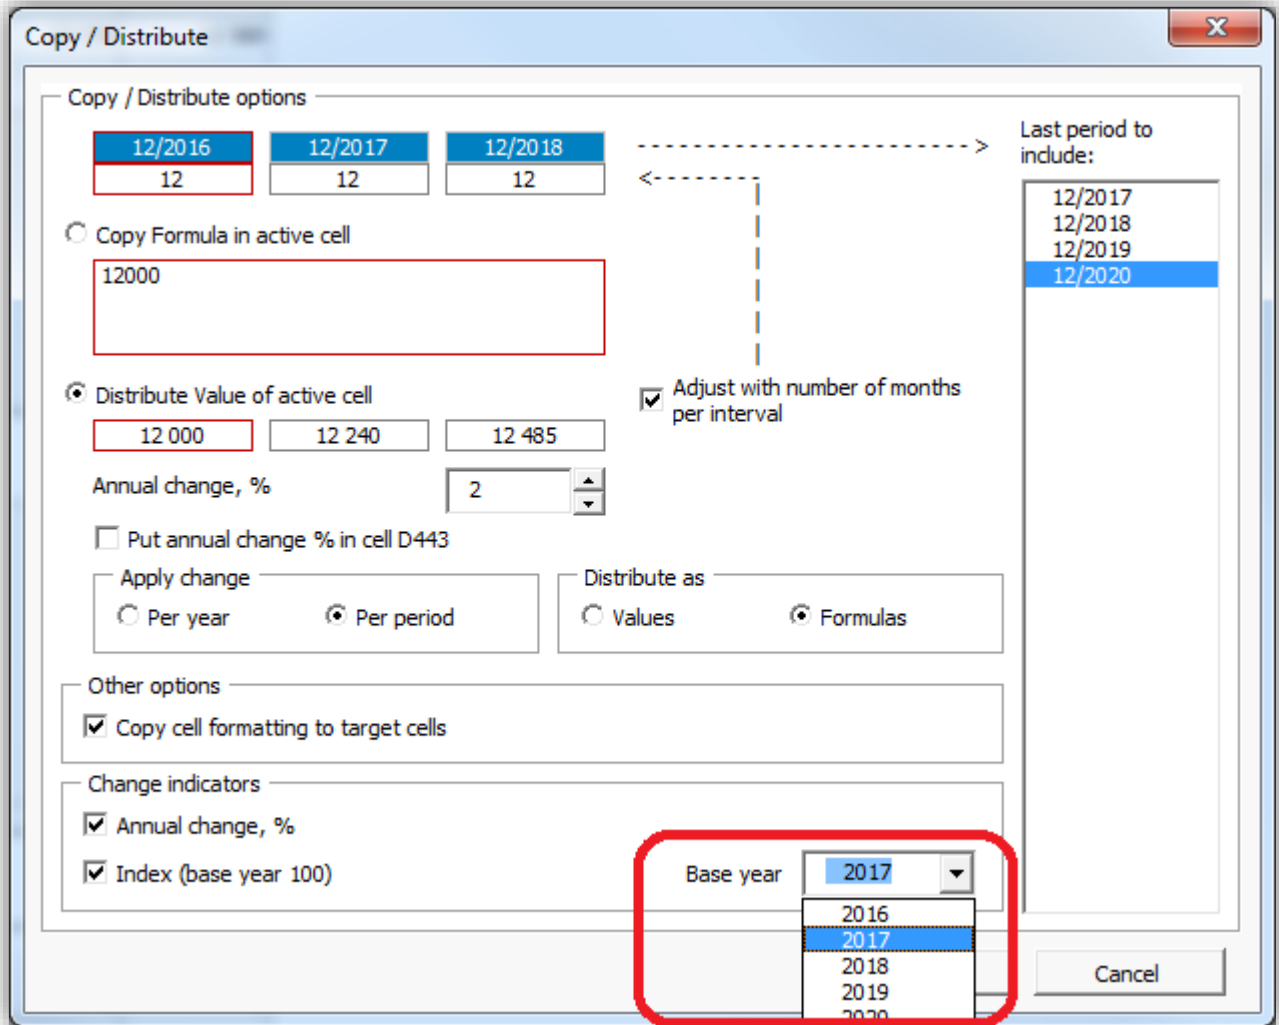 Copy / Distribute
Copy / Distribute options
12/2016 12/2017 12/2018
12 12 12
Last period to
include:
12/2017
12/2018
12/2019
12/2020
Copy Formula in active cell
12000
Distribute Value of active cell
12 000 12 240 12 485
Adjust with number of months
per interval
Annual change, % 2
Put annual change % in cell D443
Apply change
Per year Per period
Distribute as
Values Formulas
Other options
Copy cell formatting to target cells
Change indicators
Annual change, %
Index (base year 100)
Base year 2017
2016
2017
2018
2019
2020
Cancel